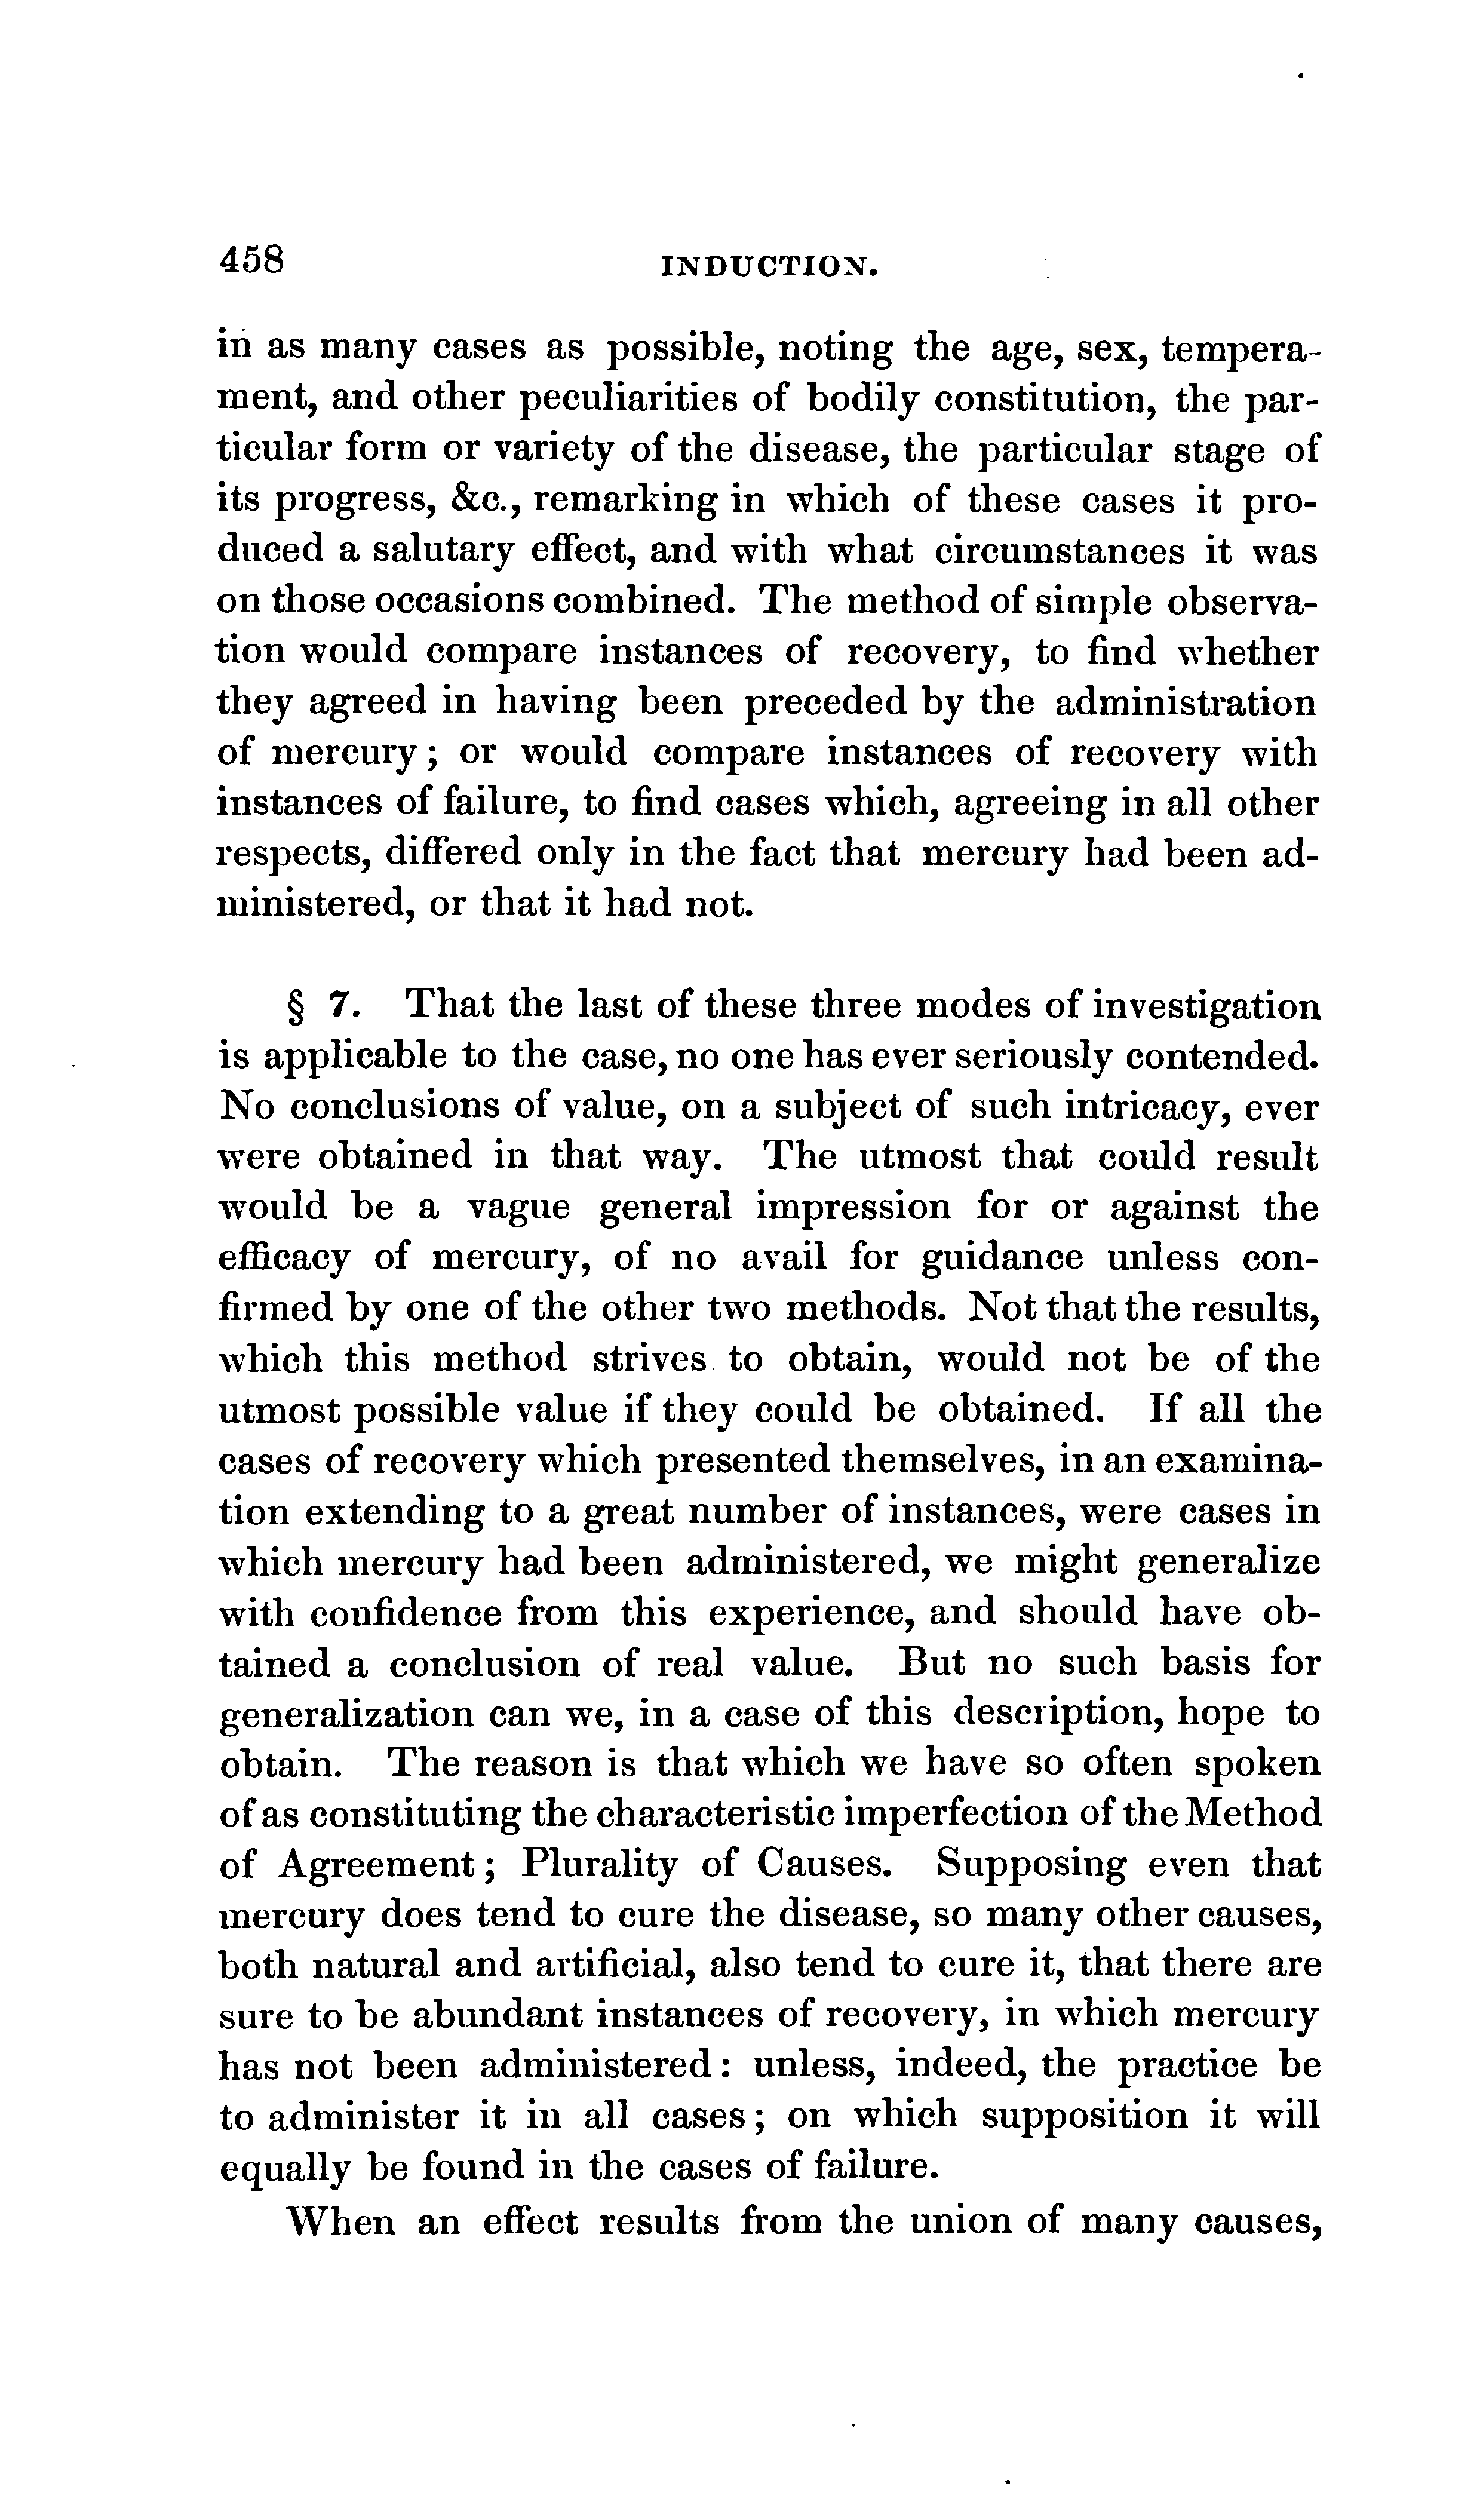 458
INDUCTION.
in as many cases as possible, noting the age, sex, tempera-
ment, and other peculiarities of bodily constitution, the par-
ticular form or variety of the disease, the particular stage of
its progress, &c., remarking in which of these cases it pro-
duced a salutary effect, and with what circumstances it was
on those occasions combined. The method of simple observa-
tion would compare instances of recovery, to find whether
they agreed in having been preceded by the administration
of mercury; or would compare instances of recovery with
instances of failure, to find cases which, agreeing in all other
respects, differed only in the fact that mercury had been ad-
ministered, or that it had not.
§ 7. That the last of these three modes of investigation
is applicable to the case, no one has ever seriously contended.
No conclusions of value, on a subject of such intricacy, ever
were obtained in that way. The utmost that could result
would be a vague general impression for or against the
efficacy of mercury, of no avail for guidance unless con-
firmed by one of the other two methods. Not that the results,
which this method strives to obtain, would not be of the
utmost possible value if they could be obtained. If all the
cases of recovery which presented themselves, in an examina-
tion extending to a great number of instances, were cases in
which mercury had been administered, we might generalize
with confidence from this experience, and should have ob-
tained a conclusion of real value. But no such basis for
generalization can we, in a case of this description, hope to
obtain. The reason is that which we have so often spoken
of as constituting the characteristic imperfection of the Method
of Agreement; Plurality of Causes. Supposing even that
mercury does tend to cure the disease, so many other causes,
both natural and artificial, also tend to cure it, that there are
sure to be abundant instances of recovery, in which mercury
has not been administered: unless, indeed, the practice be
to administer it in all cases; on which supposition it will
equally be found in the cases of failure.
When an effect results from the union of many causes,